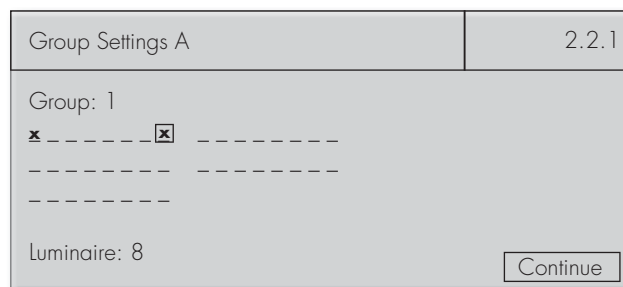 Group Settings A 2.2.1
Group: 1
x _ _ _ _ _ _ x _ _ _ _ _ _ _ _
_ _ _ _ _ _ _ _ _ _ _ _ _ _ _ _
_ _ _ _ _ _ _ _
Luminaire: 8
Continue